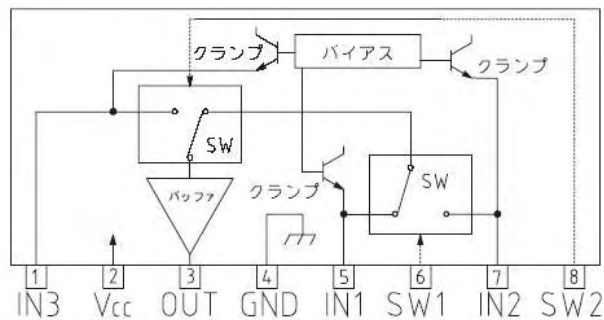 クランプ
バイアス
クランプ
SW
バッファ
クランプ
SW
1 2 3 4 5 6 7 8
IN3 Vcc OUT GND IN1 SW1 IN2 SW2